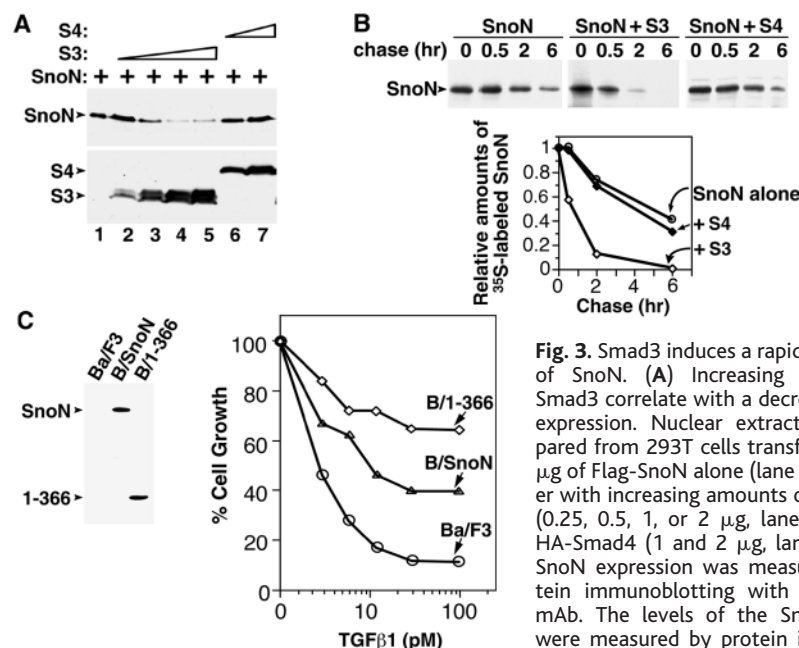 A
S4:
S3:
SnoN: + + + + + + +
SnoN
S4
S3
1 2 3 4 5 6 7
B
SnoN SnoN + S3 SnoN + S4
chase (hr) 0 0.5 2 6 0 0.5 2 6 0 0.5 2 6
SnoN
Relative amounts of
³⁵S-labeled SnoN
1
0.8
0.6
0.4
0.2
0
0 2 4 6
Chase (hr)
SnoN alone
+ S4
+ S3
C
Ba/F3
B/SnoN
B/1-366
SnoN
1-366
% Cell Growth
100
80
60
40
20
0
0 10 100
TGFβ1 (pM)
B/1-366
B/SnoN
Ba/F3
Fig. 3. Smad3 induces a rapid
of SnoN. (A) Increasing
Smad3 correlate with a decre
expression. Nuclear extract
pared from 293T cells transf
μg of Flag-SnoN alone (lane
er with increasing amounts o
(0.25, 0.5, 1, or 2 μg, lane
HA-Smad4 (1 and 2 μg, lan
SnoN expression was measu
tein immunoblotting with
mAb. The levels of the Sn
were measured by protein i